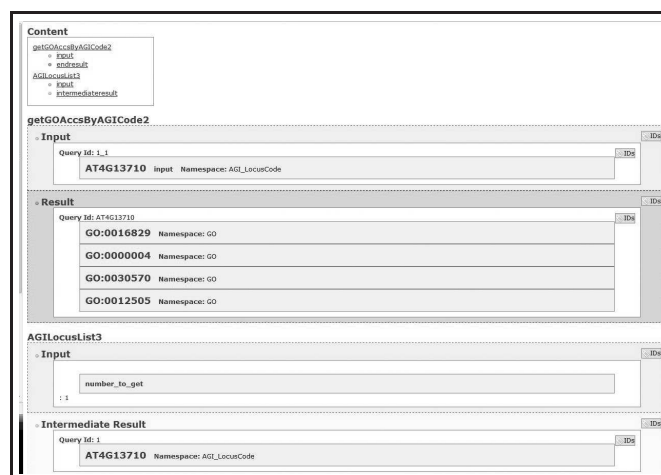 Content
getGOAccsByAGICode2
input
endresult
AGILocusList3
input
intermediateresult
getGOAccsByAGICode2
Input IDs
Query Id: 1_1 IDs
AT4G13710 input Namespace: AGI_LocusCode
Result IDs
Query Id: AT4G13710 IDs
GO:0016829 Namespace: GO
GO:0000004 Namespace: GO
GO:0030570 Namespace: GO
GO:0012505 Namespace: GO
AGILocusList3
Input IDs
number_to_get
: 1
Intermediate Result IDs
Query Id: 1 IDs
AT4G13710 Namespace: AGI_LocusCode